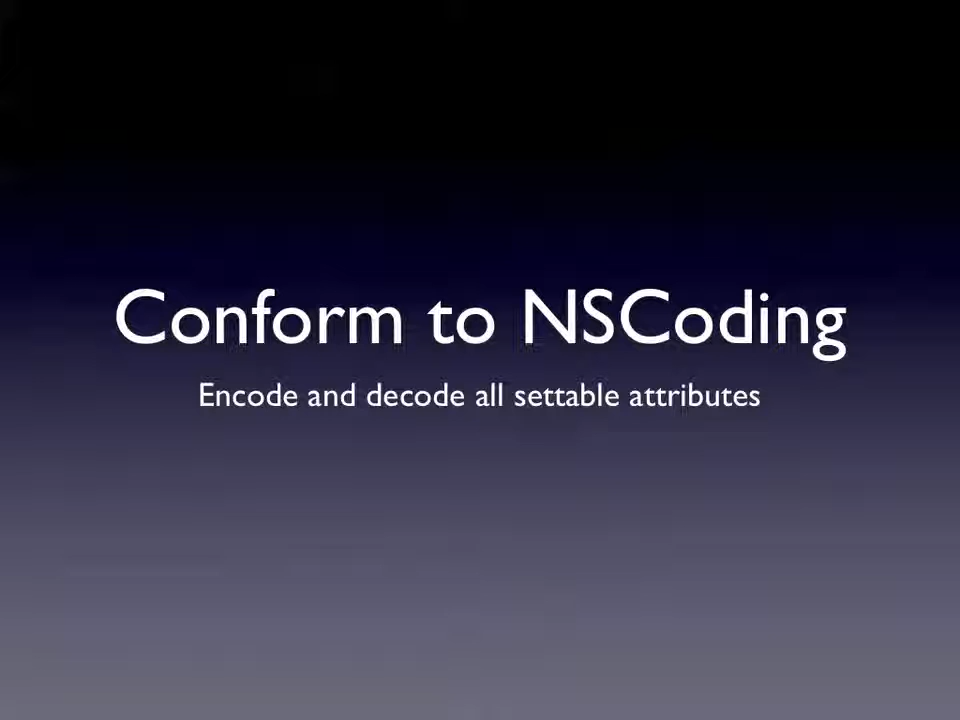 Conform to NSCoding
Encode and decode all settable attributes